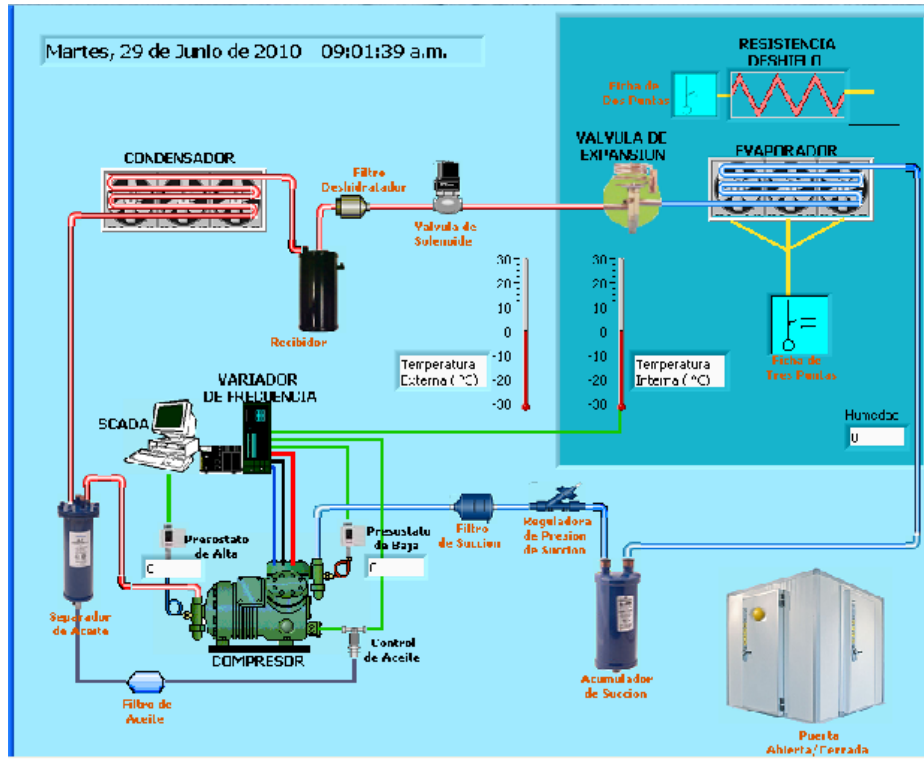 Martes, 29 de Junio de 2010 09:01:39 a.m.
RESISTENCIA
DESHIELO
Ficha de
Dos Puntas
CONDENSADOR
Filtro
Deshidratador
VALVULA DE
EXPANSION
EVAPORADOR
Valvula de
Solenoide
30
20
10
0
-10
-20
-30
30
20
10
0
-10
-20
-30
Recibidor
Temperatura
Externa (°C)
Temperatura
Interna (°C)
Ficha de
Tres Puntas
VARIADOR
DE FRECUENCIA
SCADA
Humedad
0
Presostato
de Alta
Presostato
de Baja
Filtro
de Succion
Reguladora
de Presion
de Succion
Separador
de Aceite
COMPRESOR
Control
de Aceite
Filtro de
Aceite
Acumulador
de Succion
Puerta
Abierta/Cerrada